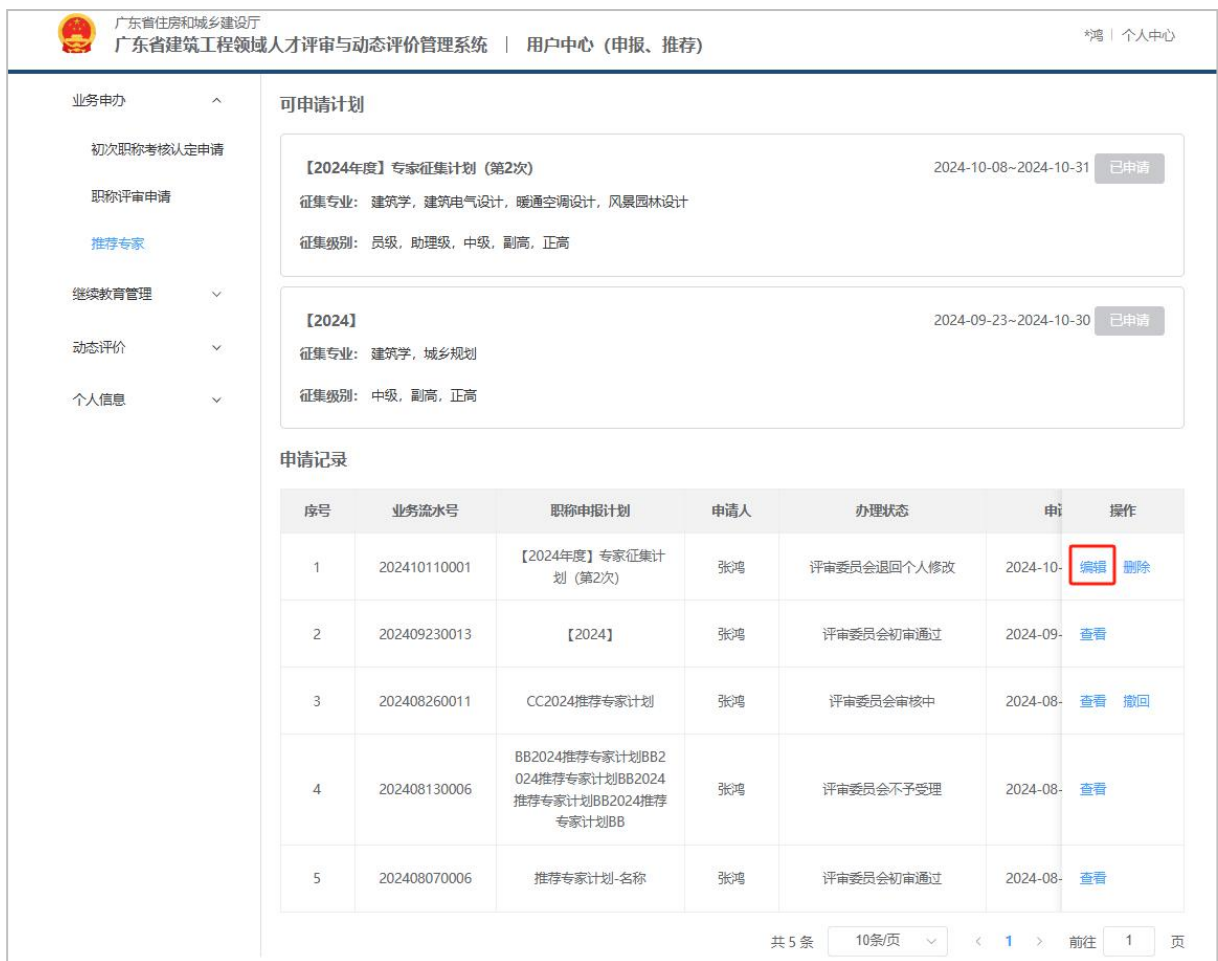 广东省住房和城乡建设厅
广东省建筑工程领域人才评审与动态评价管理系统 | 用户中心（申报、推荐）
*鸿 | 个人中心
业务申办
初次职称考核认定申请
职称评审申请
推荐专家
继续教育管理
动态评价
个人信息
可申请计划
【2024年度】专家征集计划（第2次）
2024-10-08~2024-10-31 已申请
征集专业： 建筑学，建筑电气设计，暖通空调设计，风景园林设计
征集级别： 员级，助理级，中级，副高，正高
【2024】
2024-09-23~2024-10-30 已申请
征集专业： 建筑学，城乡规划
征集级别： 中级，副高，正高
申请记录
序号 业务流水号 职称申报计划 申请人 办理状态 申 操作
1 202410110001 【2024年度】专家征集计
划（第2次） 张鸿 评审委员会退回个人修改 2024-10- 编辑 删除
2 202409230013 【2024】 张鸿 评审委员会初审通过 2024-09- 查看
3 202408260011 CC2024推荐专家计划 张鸿 评审委员会审核中 2024-08- 查看 撤回
BB2024推荐专家计划BB2
024推荐专家计划BB2024
4 202408130006 推荐专家计划BB2024推荐 张鸿 评审委员会不予受理 2024-08- 查看
专家计划BB
5 202408070006 推荐专家计划-名称 张鸿 评审委员会初审通过 2024-08- 查看
共 5 条 10条/页 1 前往 1 页